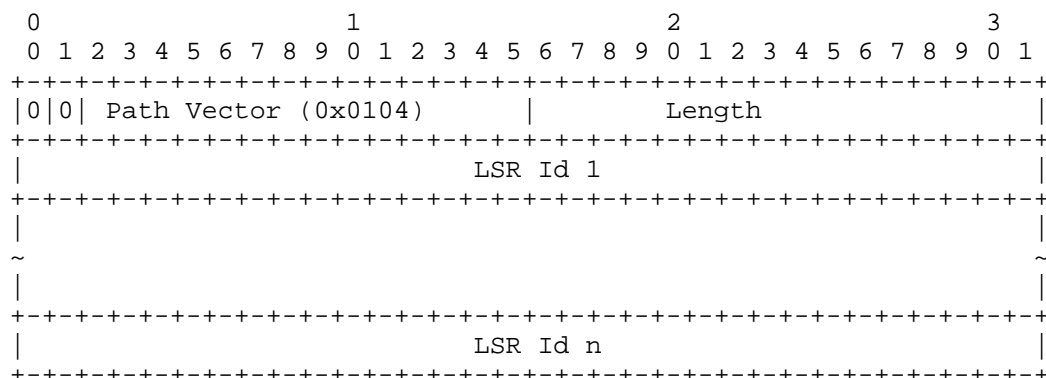 0                   1                   2                   3
 0 1 2 3 4 5 6 7 8 9 0 1 2 3 4 5 6 7 8 9 0 1 2 3 4 5 6 7 8 9 0 1
+-+-+-+-+-+-+-+-+-+-+-+-+-+-+-+-+-+-+-+-+-+-+-+-+-+-+-+-+-+-+-+-+
|0|0| Path Vector (0x0104)      |        Length                 |
+-+-+-+-+-+-+-+-+-+-+-+-+-+-+-+-+-+-+-+-+-+-+-+-+-+-+-+-+-+-+-+-+
|                            LSR Id 1                           |
+-+-+-+-+-+-+-+-+-+-+-+-+-+-+-+-+-+-+-+-+-+-+-+-+-+-+-+-+-+-+-+-+
|                                                               |
~                                                               ~
|                                                               |
+-+-+-+-+-+-+-+-+-+-+-+-+-+-+-+-+-+-+-+-+-+-+-+-+-+-+-+-+-+-+-+-+
|                            LSR Id n                           |
+-+-+-+-+-+-+-+-+-+-+-+-+-+-+-+-+-+-+-+-+-+-+-+-+-+-+-+-+-+-+-+-+